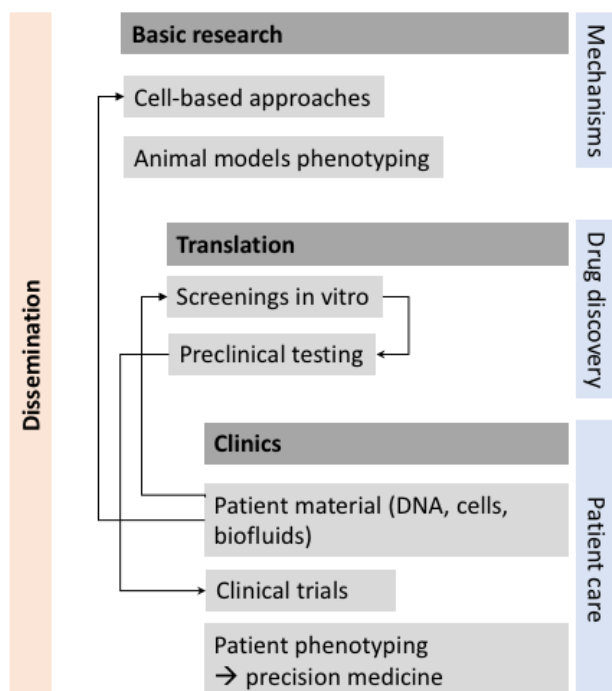 Dissemination
Basic research
Cell-based approaches
Animal models phenotyping
Mechanisms
Translation
Screenings in vitro
Preclinical testing
Drug discovery
Clinics
Patient material (DNA, cells,
biofluids)
Clinical trials
Patient phenotyping
→ precision medicine
Patient care